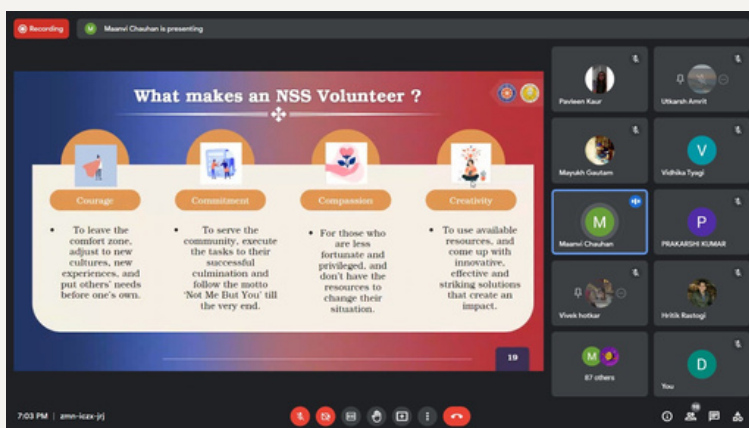 Recording
M
Maanvi Chauhan is presenting
What makes an NSS Volunteer ?
Courage
• To leave the
comfort zone,
adjust to new
cultures, new
experiences, and
put others' needs
before one's own.
Commitment
• To serve the
community, execute
the tasks to their
successful
culmination and
follow the motto
'Not Me But You' till
the very end.
Compassion
• For those who
are less
fortunate and
privileged, and
don't have the
resources to
change their
situation.
Creativity
• To use available
resources, and
come up with
innovative,
effective and
striking solutions
that create an
impact.
19
Pavleen Kaur
Utkarsh Amrit
Mayukh Gautam
V
Vidhika Tyagi
M
Maanvi Chauhan
P
PRAKARSHI KUMAR
Vivek hotkar
Hritik Rastogi
M
87 others
D
You
7:03 PM | zmn-iczx-jrj